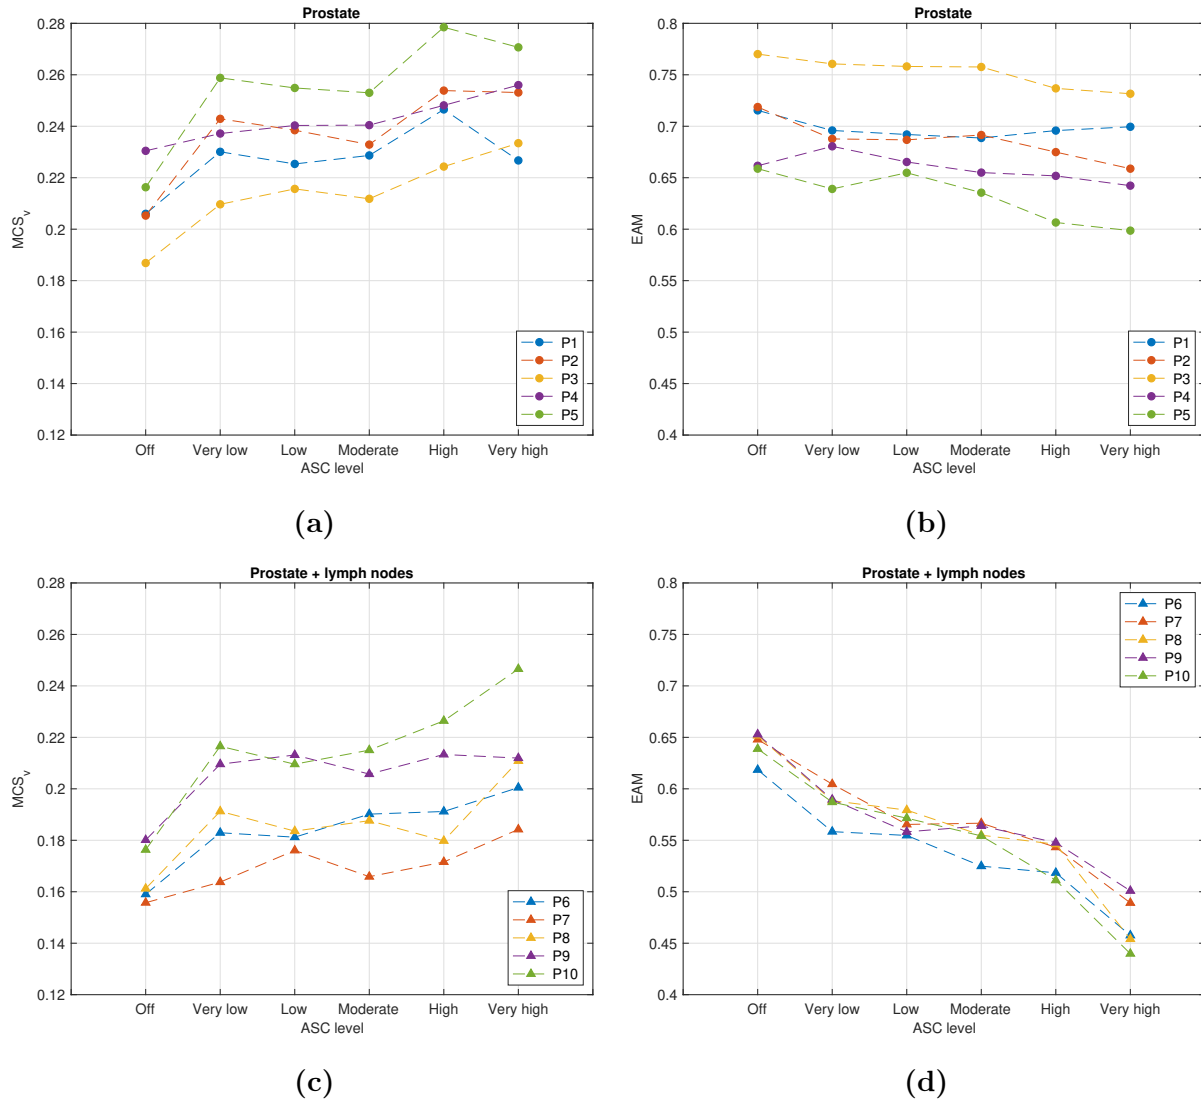 Prostate
0.28
0.26
0.24
0.22
0.2
0.18
0.16
0.14
0.12
MCSv
Off Very low Low Moderate High Very high
ASC level
P1
P2
P3
P4
P5
(a)
Prostate
0.8
0.75
0.7
0.65
0.6
0.55
0.5
0.45
0.4
EAM
Off Very low Low Moderate High Very high
ASC level
P1
P2
P3
P4
P5
(b)
Prostate + lymph nodes
0.28
0.26
0.24
0.22
0.2
0.18
0.16
0.14
0.12
MCSv
Off Very low Low Moderate High Very high
ASC level
P6
P7
P8
P9
P10
(c)
Prostate + lymph nodes
0.8
0.75
0.7
0.65
0.6
0.55
0.5
0.45
0.4
EAM
Off Very low Low Moderate High Very high
ASC level
P6
P7
P8
P9
P10
(d)